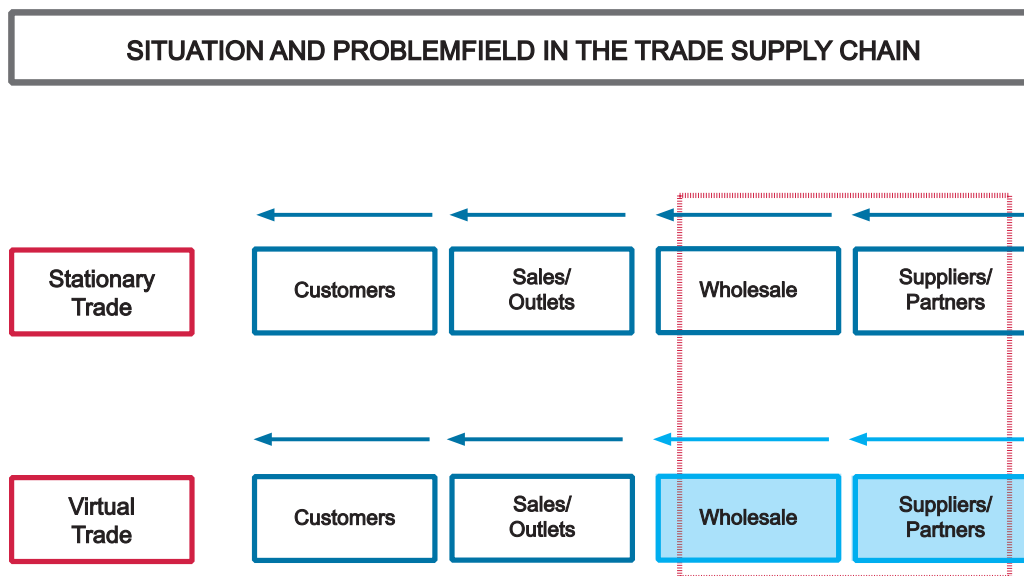 SITUATION AND PROBLEMFIELD IN THE TRADE SUPPLY CHAIN
Stationary
Trade
Customers
Sales/
Outlets
Wholesale
Suppliers/
Partners
Virtual
Trade
Customers
Sales/
Outlets
Wholesale
Suppliers/
Partners